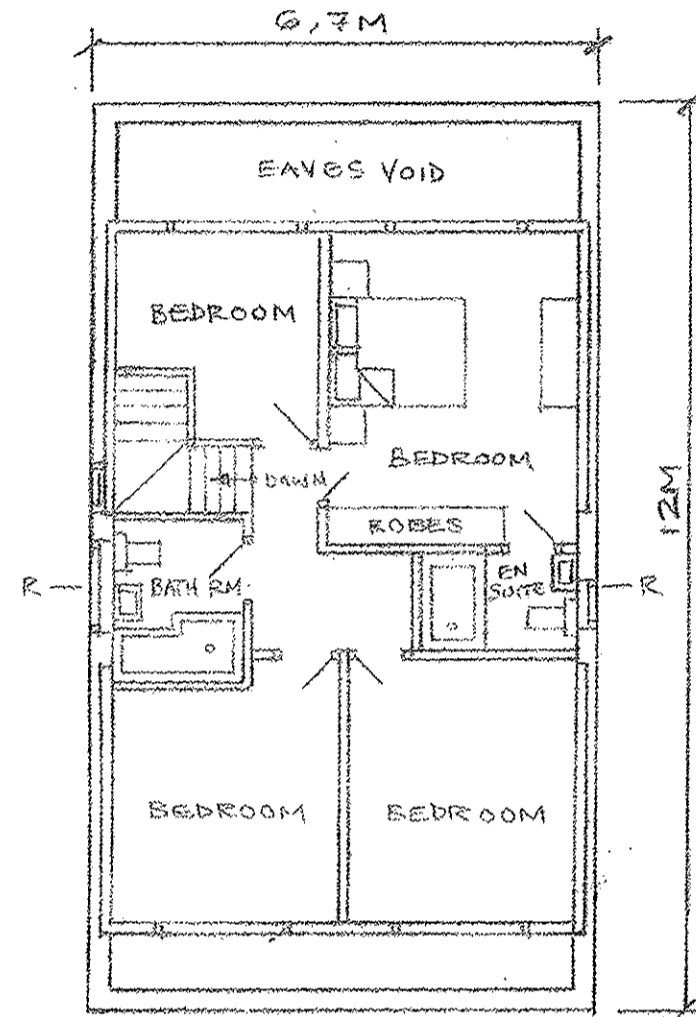 6,7M
EAVES VOID
BEDROOM
BEDROOM
DOWN
12M
ROBES
R
BATH RM.
EN
SUITE
R
BEDROOM
BEDROOM